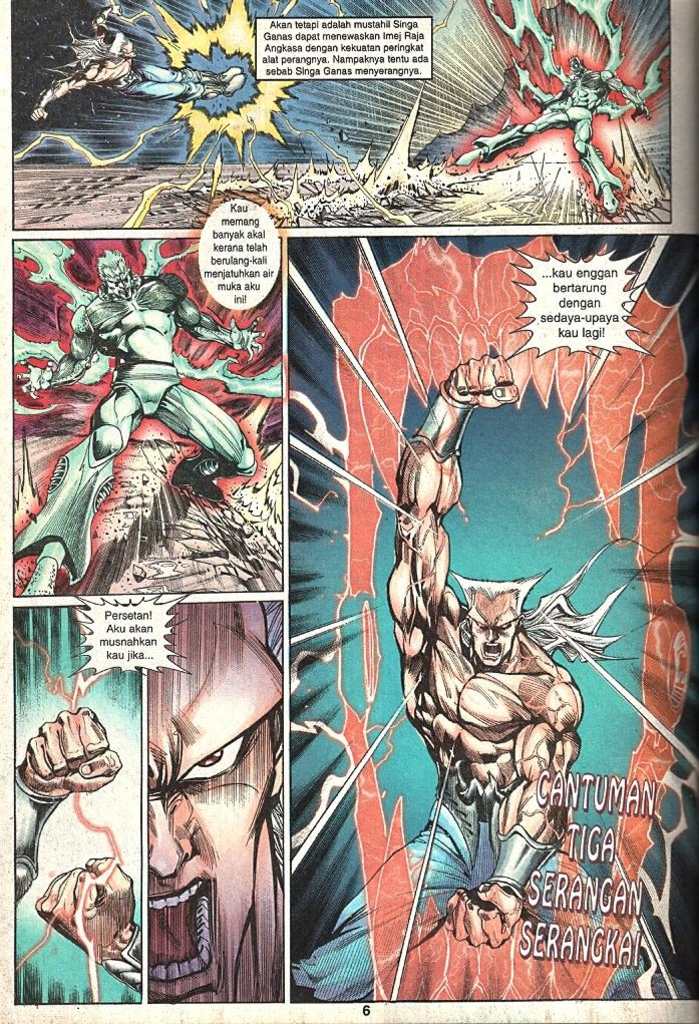 Akan tetapi adalah mustahil Singa
Ganas dapat menewaskan Imej Raja
Angkasa dengan kekuatan peringkat
alat perangnya. Nampaknya tentu ada
sebab Singa Ganas menyerangnya.
Kau
memang
banyak akal
kerana telah
berulang-kali
menjatuhkan air
muka aku
ini!
Persetan!
Aku akan
musnahkan
kau jika...
...kau enggan
bertarung
dengan
sedaya-upaya
kau lagi!
CANTUMAN
TIGA
SERANGAN
SERANGKAI
6